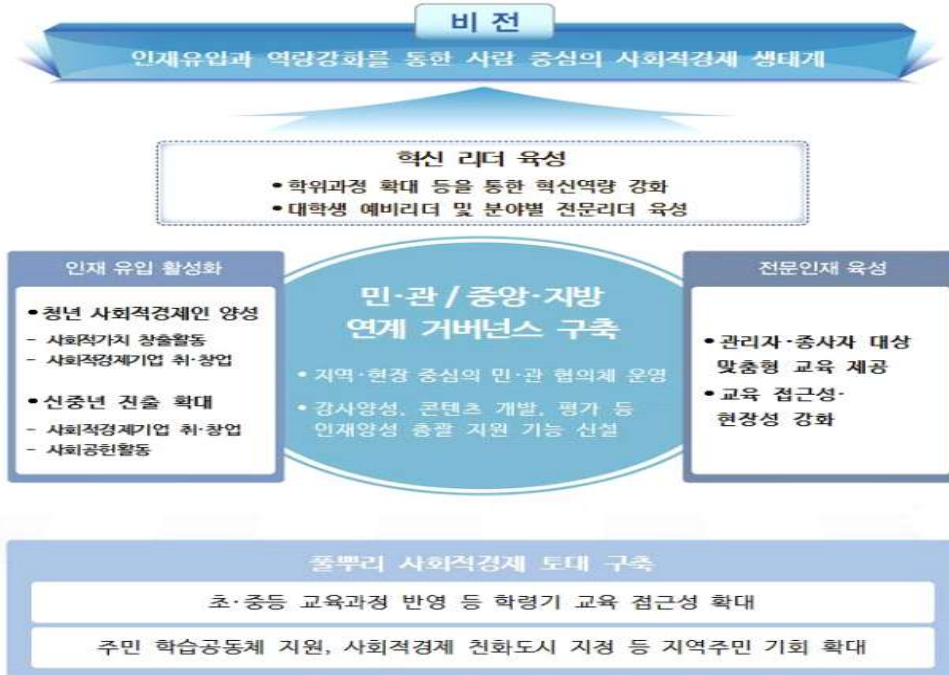 비 전
인재유입과 역량강화를 통한 사람 중심의 사회적경제 생태계
혁신 리더 육성
• 학위과정 확대 등을 통한 혁신역량 강화
• 대학생 예비리더 및 분야별 전문리더 육성
인재 유입 활성화
• 청년 사회적경제인 양성
- 사회적가치 창출활동
- 사회적경제기업 취·창업
• 신중년 진출 확대
- 사회적경제기업 취·창업
- 사회공헌활동
민·관 / 중앙·지방
연계 거버넌스 구축
• 지역·현장 중심의 민·관 협의체 운영
• 강사양성, 콘텐츠 개발, 평가 등
인재양성 총괄 지원 기능 신설
전문인재 육성
• 관리자·종사자 대상
맞춤형 교육 제공
• 교육 접근성·
현장성 강화
풀뿌리 사회적경제 토대 구축
초·중등 교육과정 반영 등 학령기 교육 접근성 확대
주민 학습공동체 지원, 사회적경제 친화도시 지정 등 지역주민 기회 확대